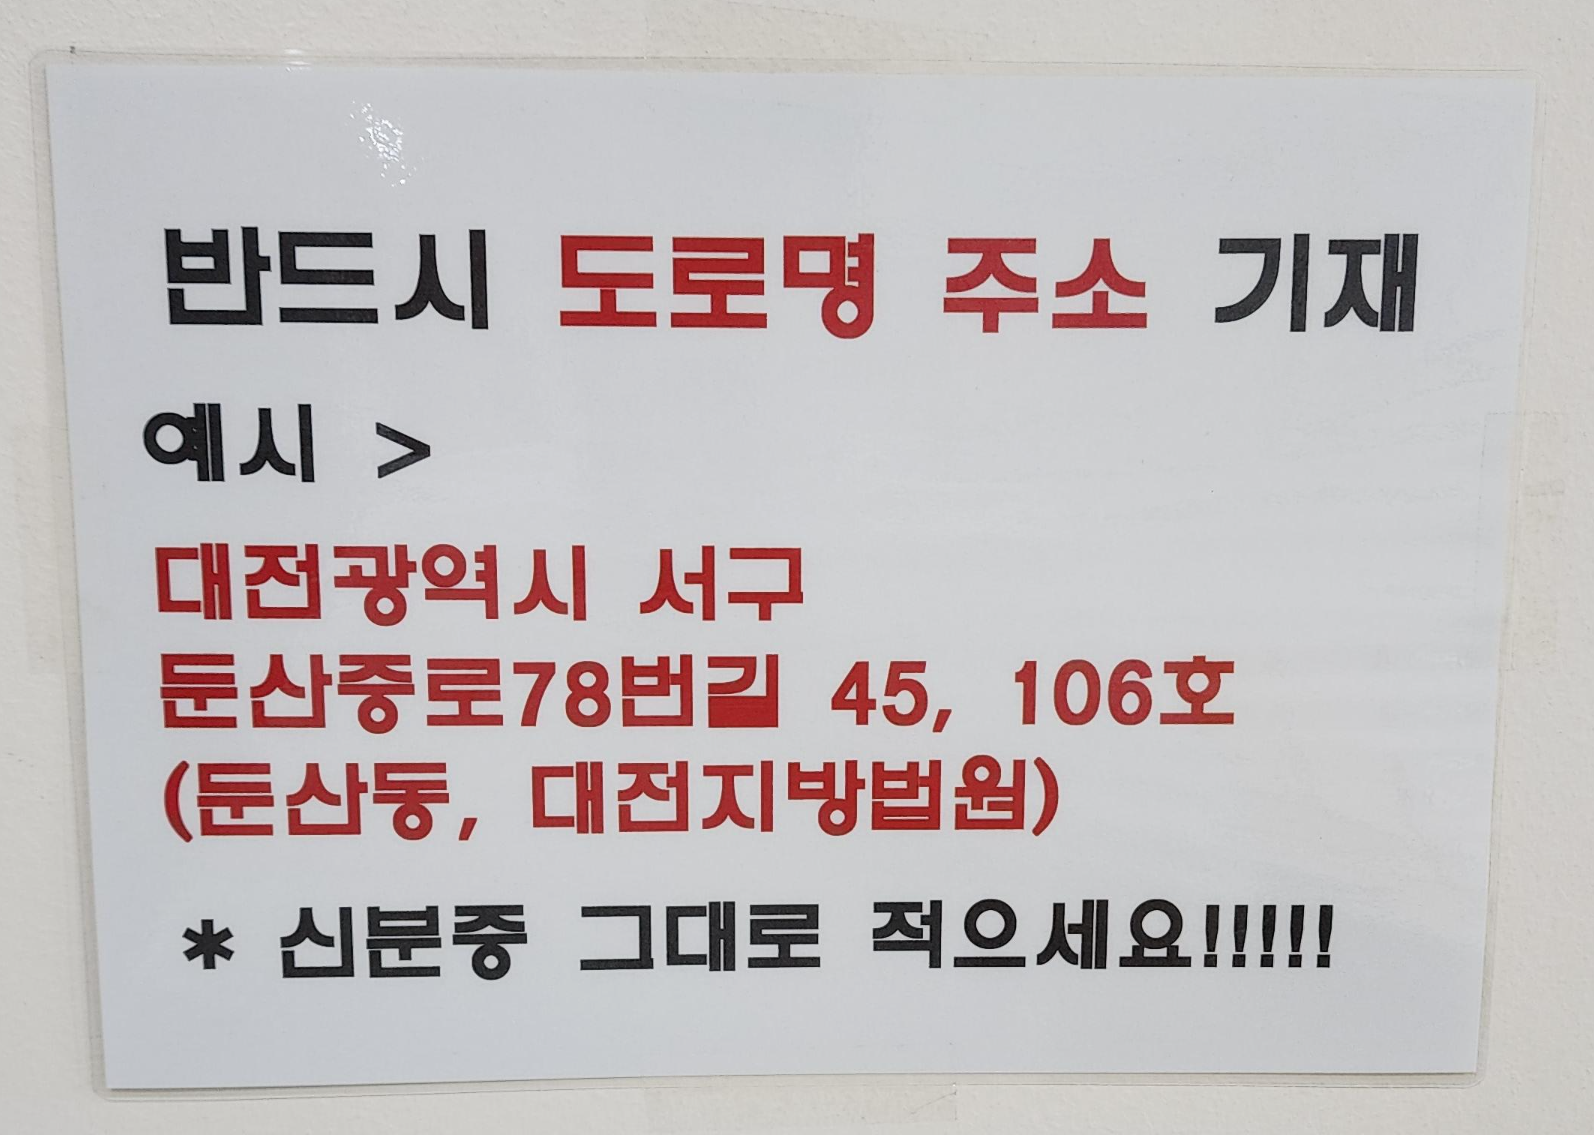 반드시 도로명 주소 기재
예시 >
대전광역시 서구
둔산중로78번길 45, 106호
(둔산동, 대전지방법원)
* 신분증 그대로 적으세요!!!!!